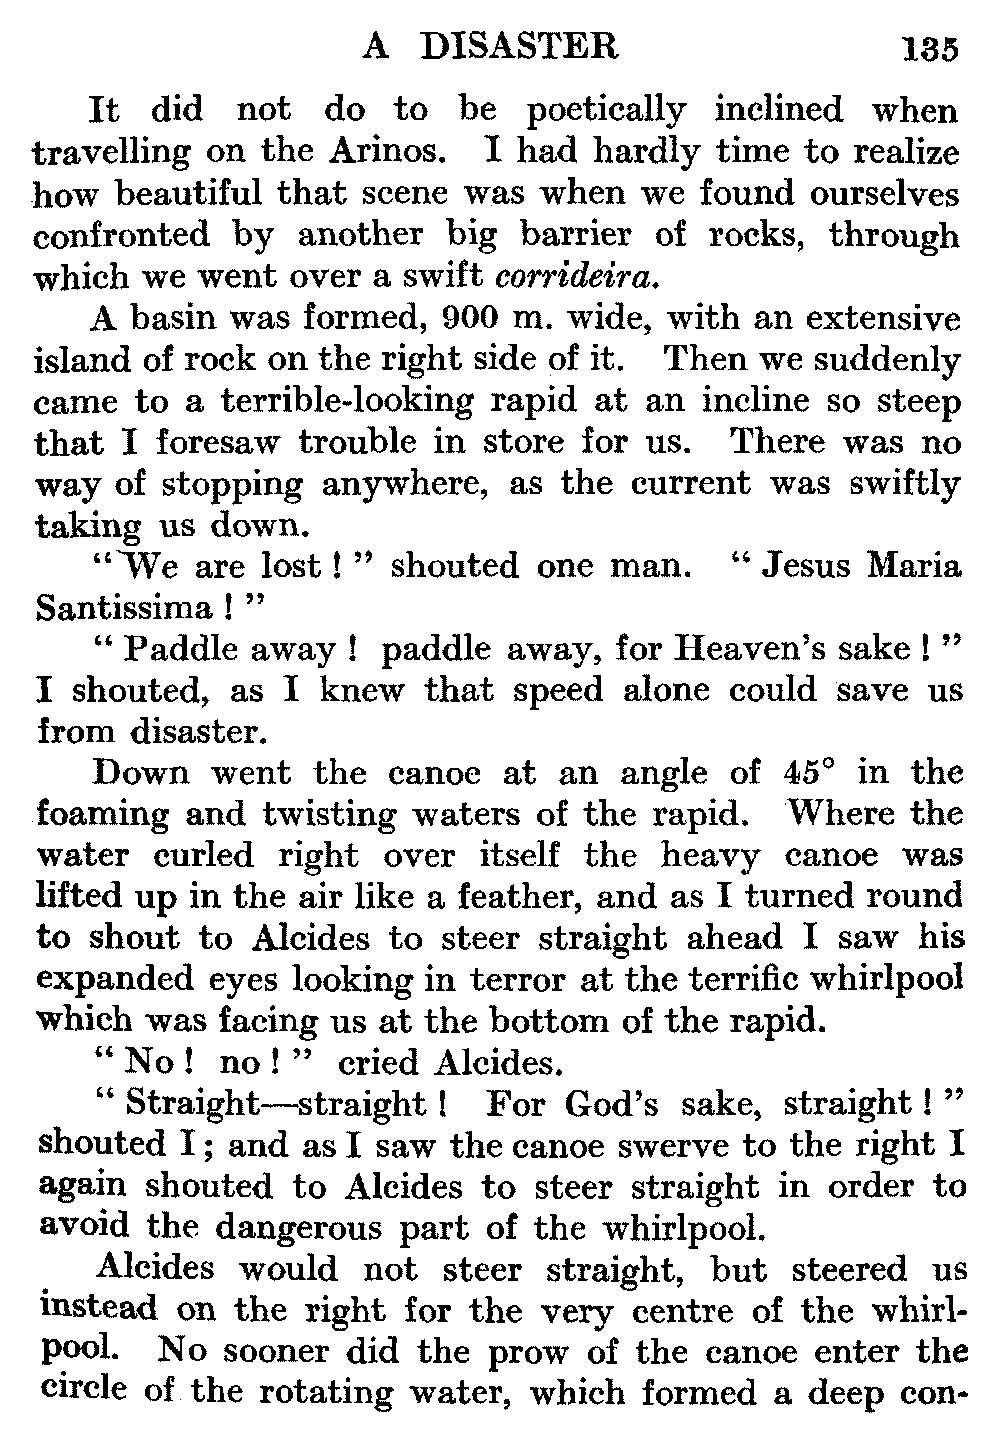 A DISASTER 135
It did not do to be poetically inclined when
travelling on the Arinos. I had hardly time to realize
how beautiful that scene was when we found ourselves
confronted by another big barrier of rocks, through
which we went over a swift corrideira.
A basin was formed, 900 m. wide, with an extensive
island of rock on the right side of it. Then we suddenly
came to a terrible-looking rapid at an incline so steep
that I foresaw trouble in store for us. There was no
way of stopping anywhere, as the current was swiftly
taking us down.
“We are lost!” shouted one man. “Jesus Maria
Santissima!”
“Paddle away! paddle away, for Heaven's sake!”
I shouted, as I knew that speed alone could save us
from disaster.
Down went the canoe at an angle of 45° in the
foaming and twisting waters of the rapid. Where the
water curled right over itself the heavy canoe was
lifted up in the air like a feather, and as I turned round
to shout to Alcides to steer straight ahead I saw his
expanded eyes looking in terror at the terrific whirlpool
which was facing us at the bottom of the rapid.
“No! no!” cried Alcides.
“Straight—straight! For God's sake, straight!”
shouted I; and as I saw the canoe swerve to the right I
again shouted to Alcides to steer straight in order to
avoid the dangerous part of the whirlpool.
Alcides would not steer straight, but steered us
instead on the right for the very centre of the whirl-
pool. No sooner did the prow of the canoe enter the
circle of the rotating water, which formed a deep con-